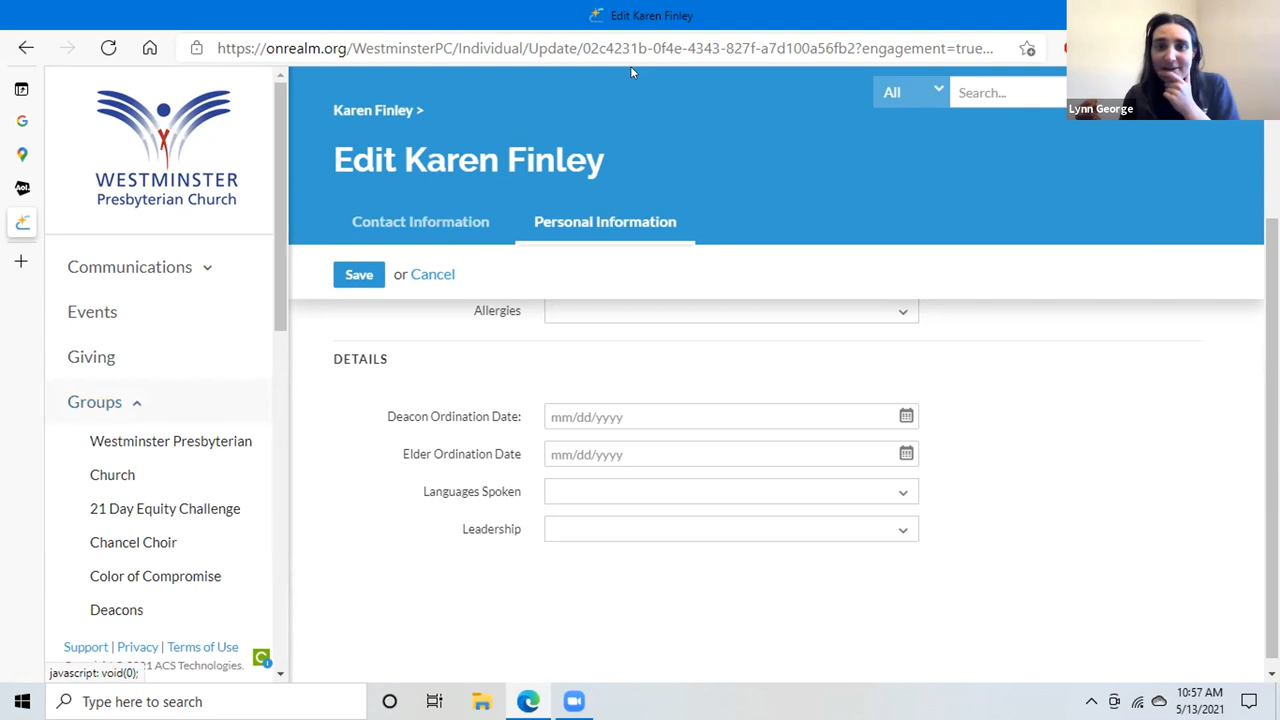 Edit Karen Finley
https://onrealm.org/WestminsterPC/Individual/Update/02c4231b-0f4e-4343-827f-a7d100a56fb2?engagement=true...
Lynn George
WESTMINSTER
Presbyterian Church
Karen Finley >
All
Search...
Edit Karen Finley
Contact Information
Personal Information
Save or Cancel
Communications
Events
Giving
Groups
Westminster Presbyterian
Church
21 Day Equity Challenge
Chancel Choir
Color of Compromise
Deacons
Support | Privacy | Terms of Use
ACS Technologies.
javascript: void(0);
Allergies
DETAILS
Deacon Ordination Date: mm/dd/yyyy
Elder Ordination Date mm/dd/yyyy
Languages Spoken
Leadership
Type here to search
10:57 AM
5/13/2021